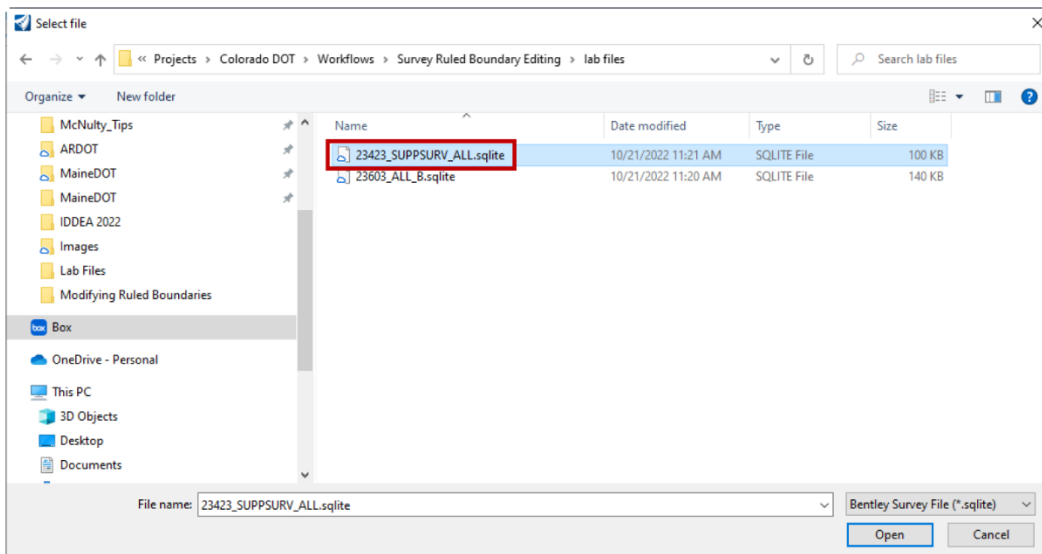 Select file
« Projects > Colorado DOT > Workflows > Survey Ruled Boundary Editing > lab files
Search lab files
Organize
New folder
McNulty_Tips
ARDOT
MaineDOT
MaineDOT
IDDEA 2022
Images
Lab Files
Modifying Ruled Boundaries
box Box
OneDrive - Personal
This PC
3D Objects
Desktop
Documents
Name Date modified Type Size
23423_SUPPSURV_ALL.sqlite 10/21/2022 11:21 AM SQLITE File 100 KB
23603_ALL_B.sqlite 10/21/2022 11:20 AM SQLITE File 140 KB
File name: 23423_SUPPSURV_ALL.sqlite
Bentley Survey File (*.sqlite)
Open Cancel